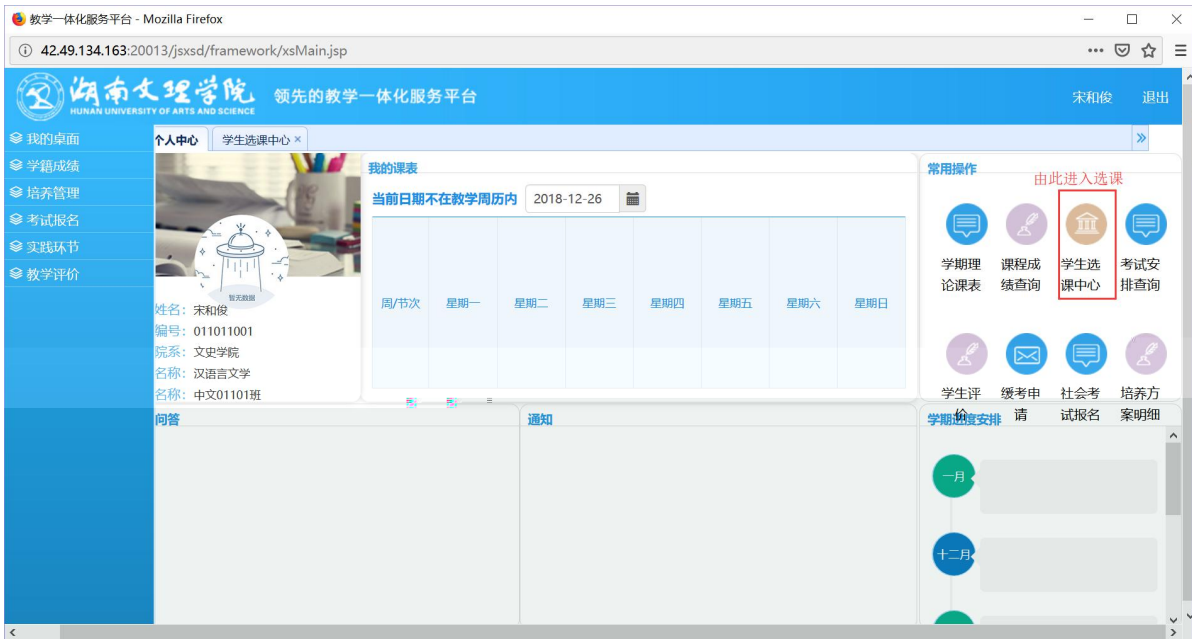 教学一体化服务平台 - Mozilla Firefox
42.49.134.163:20013/jsxsd/framework/xsMain.jsp
湖南文理学院
HUNAN UNIVERSITY OF ARTS AND SCIENCE
领先的教学一体化服务平台
宋和俊 退出
我的桌面
学籍成绩
培养管理
考试报名
实践环节
教学评价
个人中心 学生选课中心 ×
暂无数据
姓名: 宋和俊
编号: 011011001
院系: 文史学院
名称: 汉语言文学
名称: 中文01101班
我的课表
当前日期不在教学周历内 2018-12-26
周/节次 星期一 星期二 星期三 星期四 星期五 星期六 星期日
常用操作
由此进入选课
学期理
论课表
课程成
绩查询
学生选
课中心
考试安
排查询
学生评
价
缓考申
请
社会考
试报名
培养方
案明细
问答
通知
学期进度安排
一月
十二月